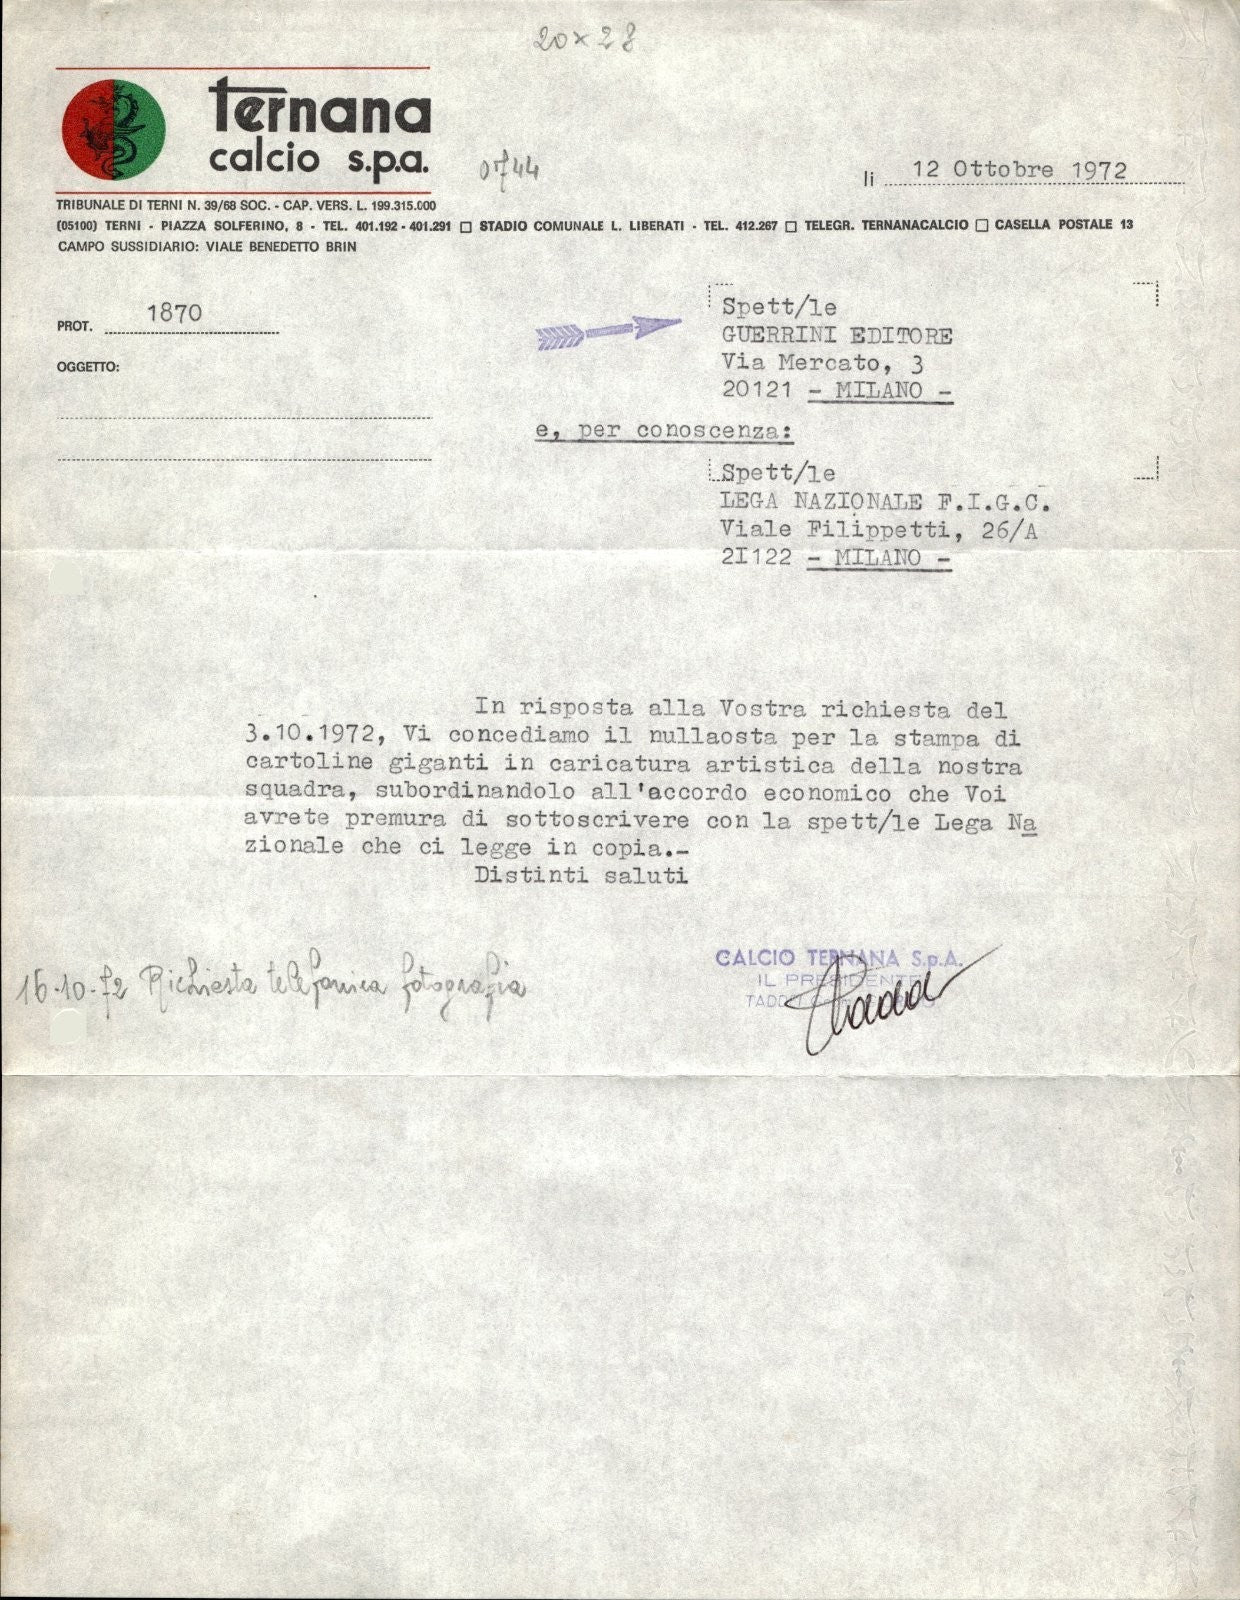 20×28
ternana
calcio s.p.a.
0744
li 12 Ottobre 1972
TRIBUNALE DI TERNI N. 39/68 SOC. - CAP. VERS. L. 199.315.000
(05100) TERNI - PIAZZA SOLFERINO, 8 - TEL. 401.192 - 401.291 □ STADIO COMUNALE L. LIBERATI - TEL. 412.267 □ TELEGR. TERNANACALCIO □ CASELLA POSTALE 13
CAMPO SUSSIDIARIO: VIALE BENEDETTO BRIN
PROT. 1870
OGGETTO:
Spett/le
GUERRINI EDITORE
Via Mercato, 3
20121 - MILANO -
e, per conoscenza:
Spett/le
LEGA NAZIONALE F.I.G.C.
Viale Filippetti, 26/A
2I122 - MILANO -
In risposta alla Vostra richiesta del
3.10.1972, Vi concediamo il nullaosta per la stampa di
cartoline giganti in caricatura artistica della nostra
squadra, subordinandolo all'accordo economico che Voi
avrete premura di sottoscrivere con la spett/le Lega Na
zionale che ci legge in copia.-
Distinti saluti
16-10-72 Richiesta telefonica fotografia
CALCIO TERNANA S.p.A.
IL PRESIDENTE